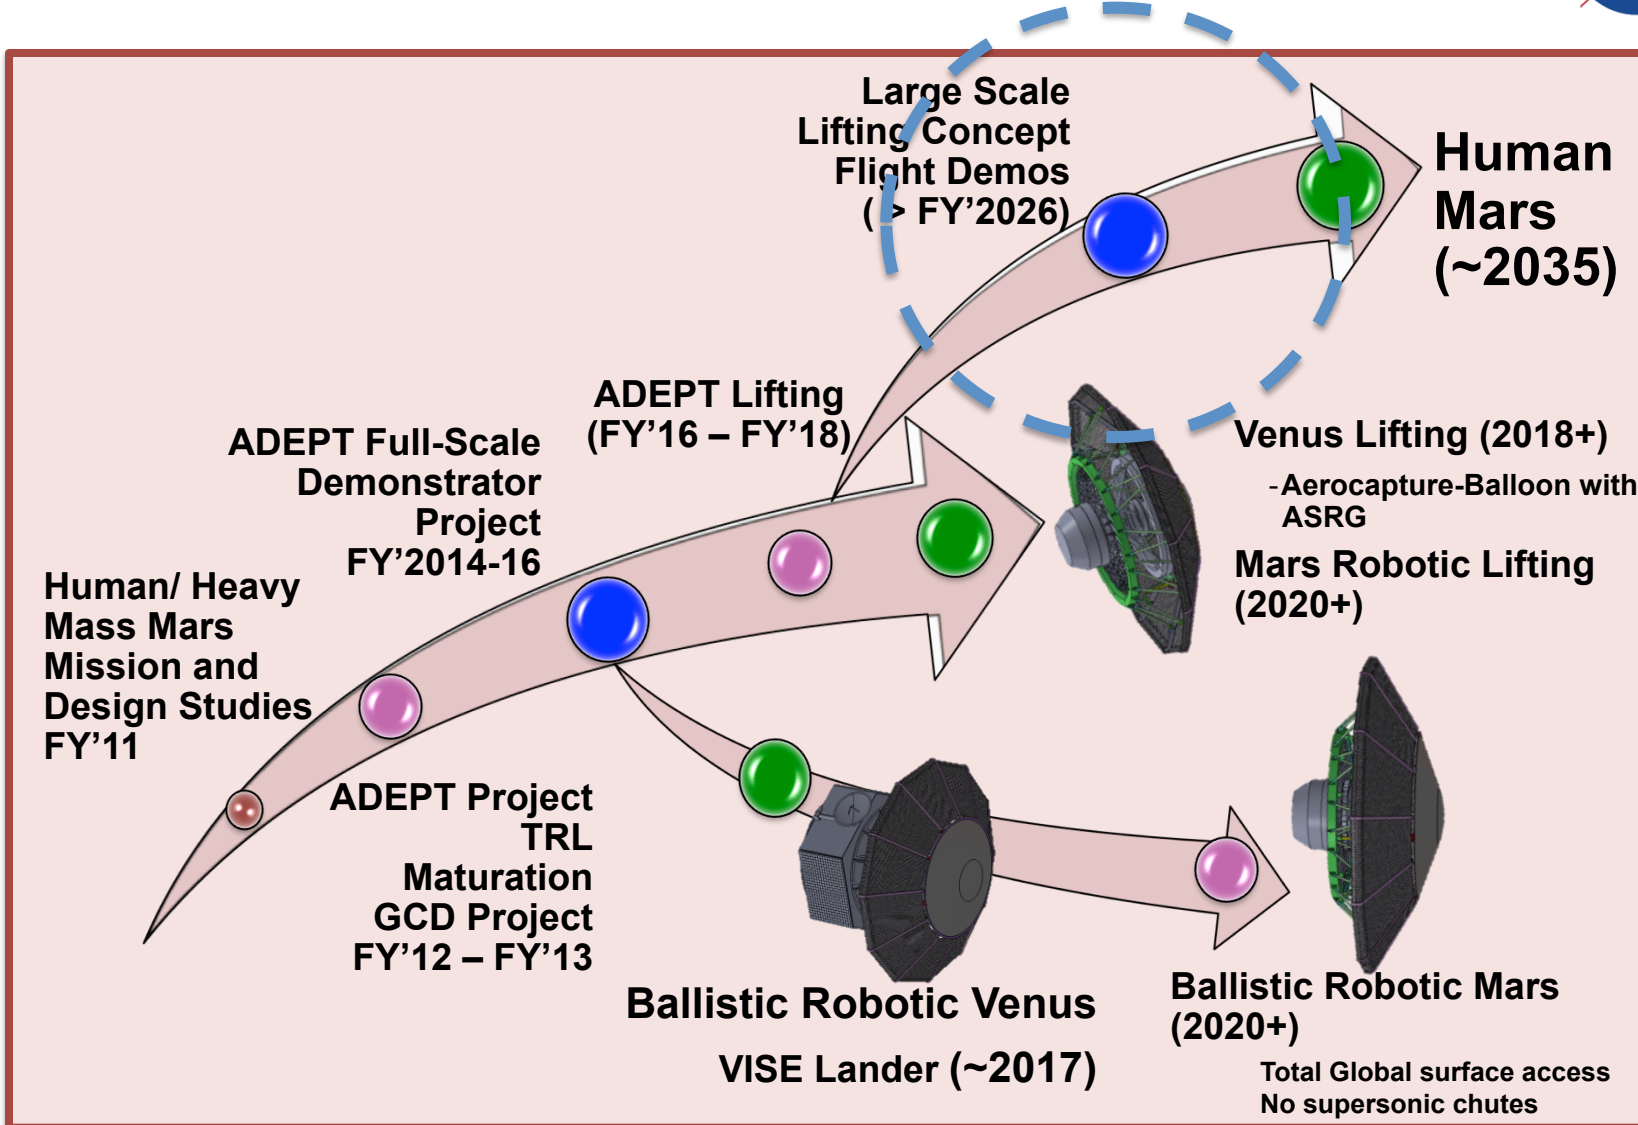 Large Scale
Lifting Concept
Flight Demos
( > FY’2026)
Human
Mars
(~2035)
ADEPT Lifting
(FY’16 – FY’18)
ADEPT Full-Scale
Demonstrator
Project
FY’2014-16
Venus Lifting (2018+)
-Aerocapture-Balloon with
ASRG
Mars Robotic Lifting
(2020+)
Human/ Heavy
Mass Mars
Mission and
Design Studies
FY’11
ADEPT Project
TRL
Maturation
GCD Project
FY’12 – FY’13
Ballistic Robotic Venus
VISE Lander (~2017)
Ballistic Robotic Mars
(2020+)
Total Global surface access
No supersonic chutes